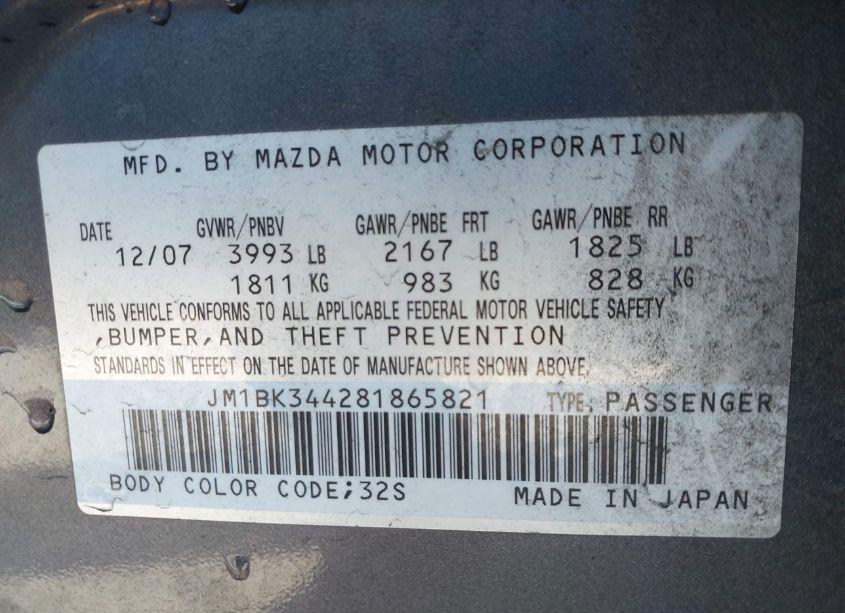 MFD. BY MAZDA MOTOR CORPORATION
DATE GVWR/PNBV GAWR/PNBE FRT GAWR/PNBE RR
12/07 3993 LB 2167 LB 1825 LB
1811 KG 983 KG 828 KG
THIS VEHICLE CONFORMS TO ALL APPLICABLE FEDERAL MOTOR VEHICLE SAFETY
,BUMPER,AND THEFT PREVENTION
STANDARDS IN EFFECT ON THE DATE OF MANUFACTURE SHOWN ABOVE.
JM1BK344281865821 TYPE: PASSENGER
BODY COLOR CODE;32S MADE IN JAPAN